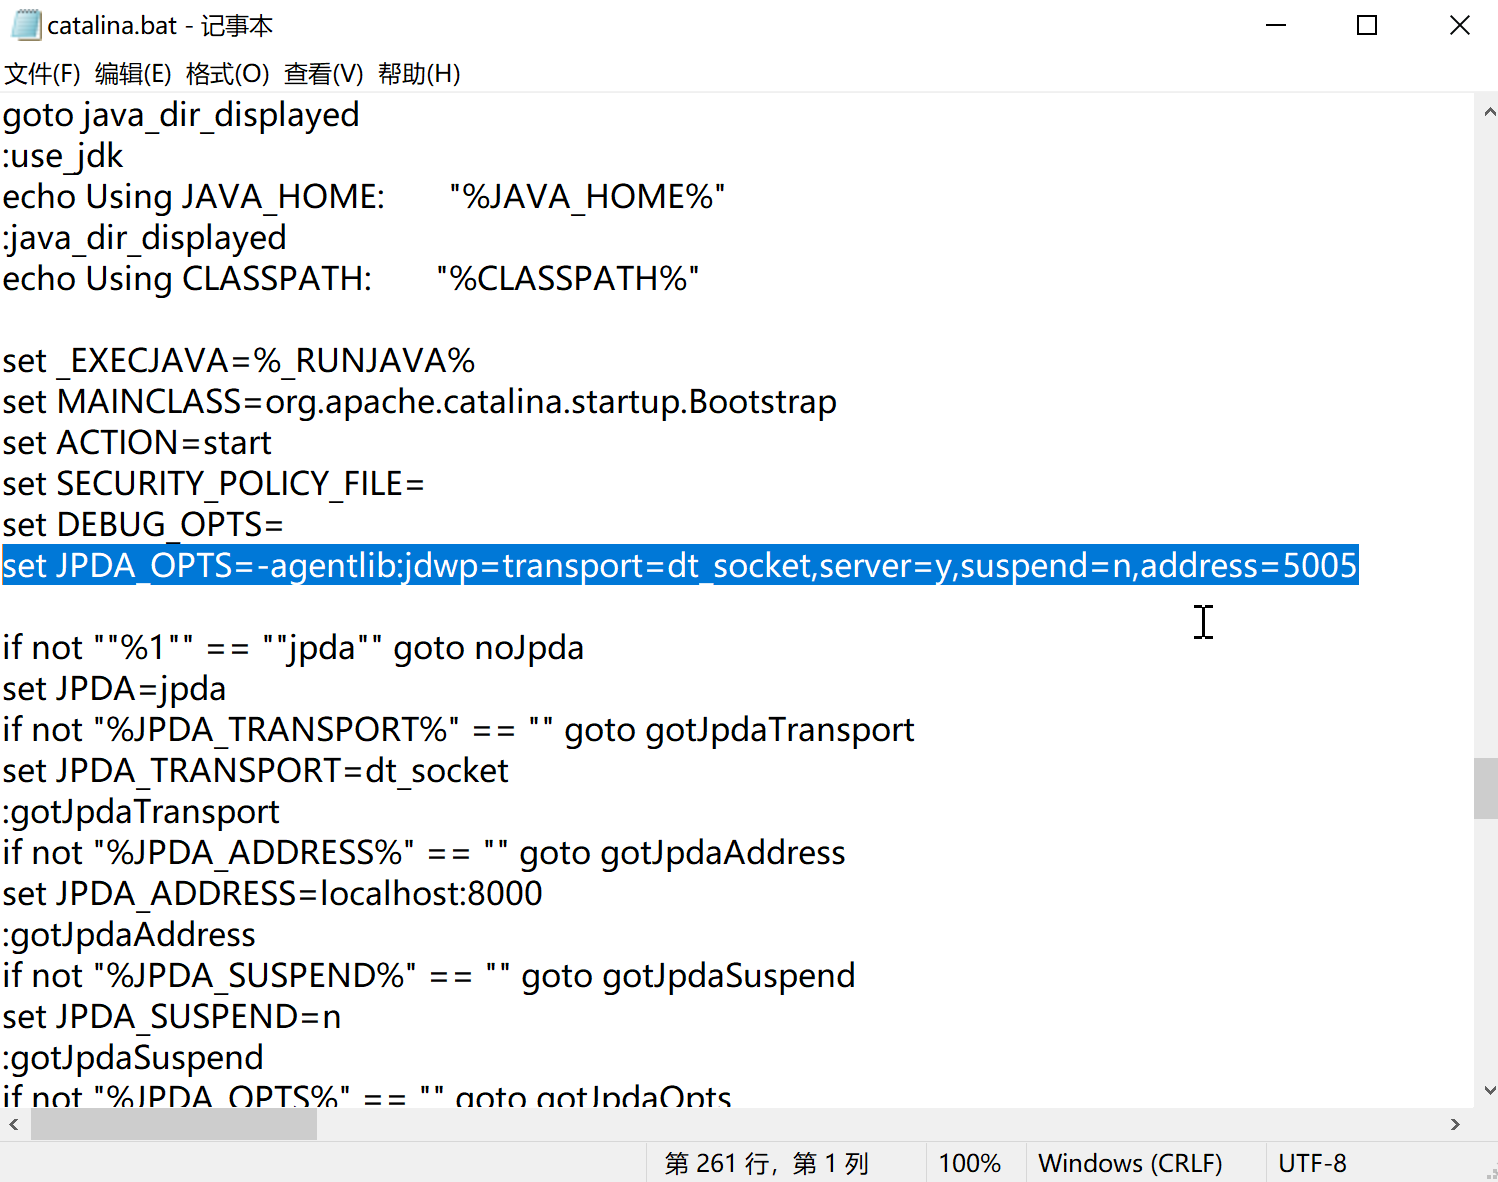 catalina.bat - 记事本
文件(F) 编辑(E) 格式(O) 查看(V) 帮助(H)
goto java_dir_displayed
:use_jdk
echo Using JAVA_HOME:       "%JAVA_HOME%"
:java_dir_displayed
echo Using CLASSPATH:       "%CLASSPATH%"
set _EXECJAVA=%_RUNJAVA%
set MAINCLASS=org.apache.catalina.startup.Bootstrap
set ACTION=start
set SECURITY_POLICY_FILE=
set DEBUG_OPTS=
set JPDA_OPTS=-agentlib:jdwp=transport=dt_socket,server=y,suspend=n,address=5005
if not ""%1"" == ""jpda"" goto noJpda
set JPDA=jpda
if not "%JPDA_TRANSPORT%" == "" goto gotJpdaTransport
set JPDA_TRANSPORT=dt_socket
:gotJpdaTransport
if not "%JPDA_ADDRESS%" == "" goto gotJpdaAddress
set JPDA_ADDRESS=localhost:8000
:gotJpdaAddress
if not "%JPDA_SUSPEND%" == "" goto gotJpdaSuspend
set JPDA_SUSPEND=n
:gotJpdaSuspend
if not "%JPDA_OPTS%" == "" goto gotJpdaOpts
第 261 行，第 1 列 100% Windows (CRLF) UTF-8